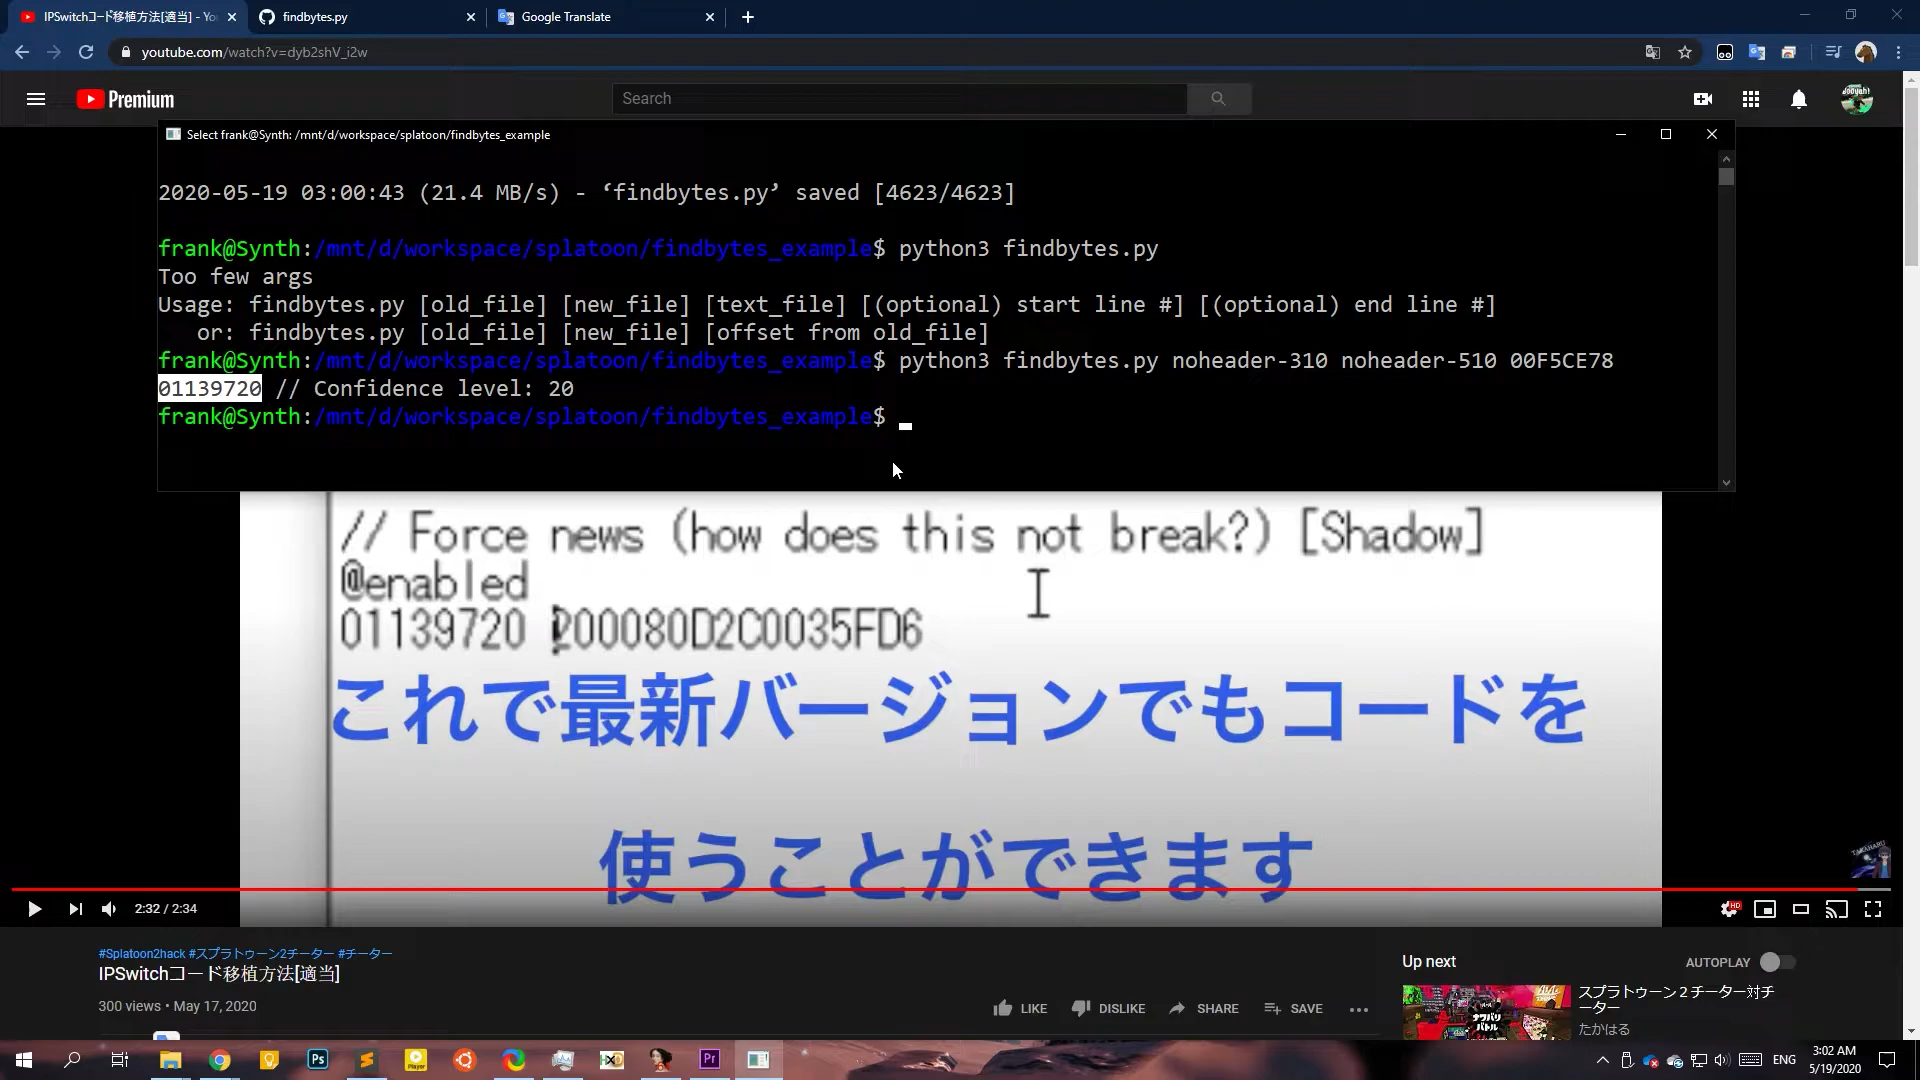 IPSwitchコード移植方法[適当] - Yo
findbytes.py
Google Translate
youtube.com/watch?v=dyb2shV_i2w
Premium
Search
Select frank@Synth: /mnt/d/workspace/splatoon/findbytes_example
2020-05-19 03:00:43 (21.4 MB/s) - ‘findbytes.py’ saved [4623/4623]
frank@Synth:/mnt/d/workspace/splatoon/findbytes_example$ python3 findbytes.py
Too few args
Usage: findbytes.py [old_file] [new_file] [text_file] [(optional) start line #] [(optional) end line #]
or: findbytes.py [old_file] [new_file] [offset from old_file]
frank@Synth:/mnt/d/workspace/splatoon/findbytes_example$ python3 findbytes.py noheader-310 noheader-510 00F5CE78
01139720 // Confidence level: 20
frank@Synth:/mnt/d/workspace/splatoon/findbytes_example$
// Force news (how does this not break?) [Shadow]
@enabled
01139720 200080D2C0035FD6
これで最新バージョンでもコードを
使うことができます
2:32 / 2:34
HD
#Splatoon2hack #スプラトゥーン2チーター #チーター
IPSwitchコード移植方法[適当]
300 views • May 17, 2020
LIKE
DISLIKE
SHARE
SAVE
Up next
AUTOPLAY
スプラトゥーン２チーター対チーター
たかはる
ナワバリ
バトル
Ps
Player
Pr
ENG
3:02 AM
5/19/2020